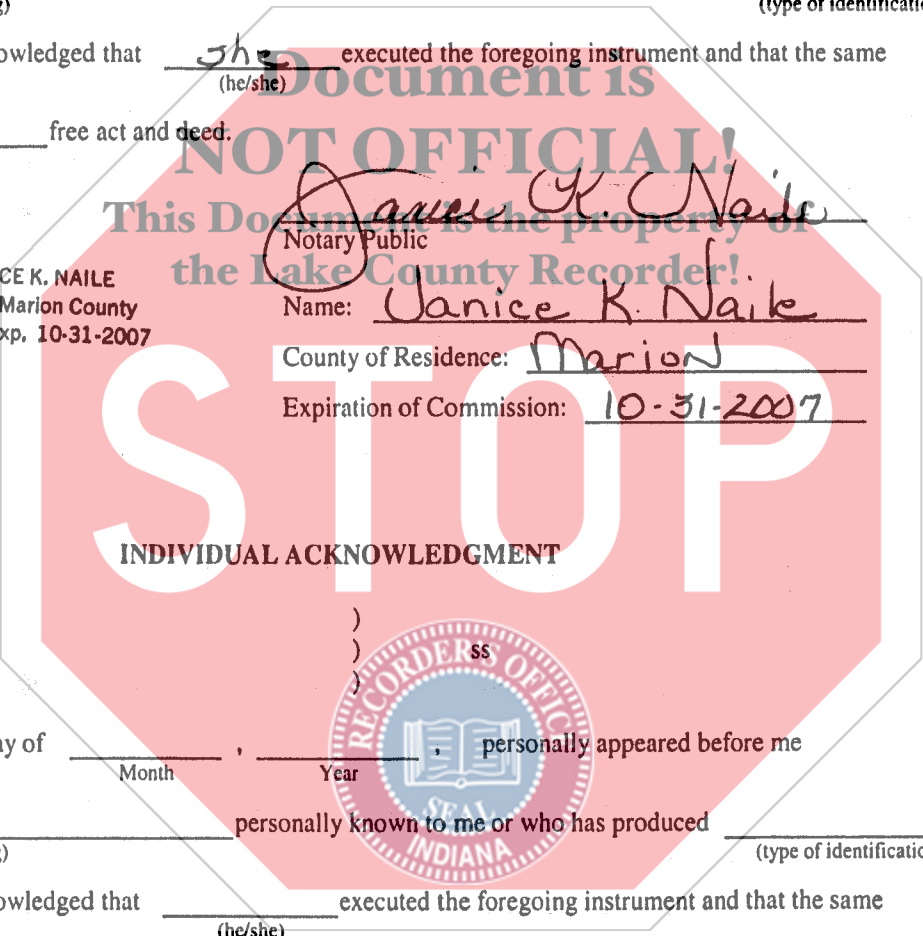 g) (type of identificatio
owledged that she executed the foregoing instrument and that the same
(he/she)
Document is
free act and deed.
NOT OFFICIAL!
Janice K. Naile
This Document is the property of
Notary Public
the Lake County Recorder!
CE K. NAILE
Marion County
xp. 10-31-2007
Name: Janice K. Naile
County of Residence: Marion
Expiration of Commission: 10-31-2007
STOP
INDIVIDUAL ACKNOWLEDGMENT
)
) ss
)
RECORDER'S OFFICE
SEAL
INDIANA
ay of , , personally appeared before me
Month Year
personally known to me or who has produced
g) (type of identificatio
owledged that executed the foregoing instrument and that the same
(he/she)